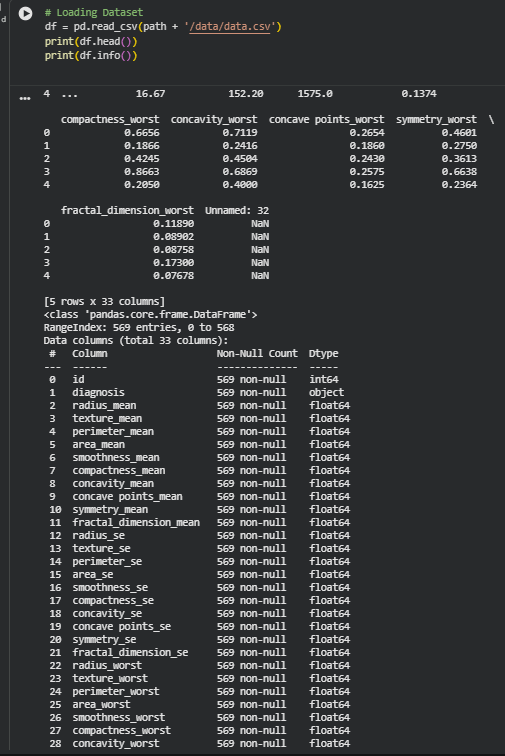 # Loading Dataset
df = pd.read_csv(path + '/data/data.csv')
print(df.head())
print(df.info())
4 ... 16.67 152.20 1575.0 0.1374
compactness_worst concavity_worst concave points_worst symmetry_worst \
0 0.6656 0.7119 0.2654 0.4601
1 0.1866 0.2416 0.1860 0.2750
2 0.4245 0.4504 0.2430 0.3613
3 0.8663 0.6869 0.2575 0.6638
4 0.2050 0.4000 0.1625 0.2364
fractal_dimension_worst Unnamed: 32
0 0.11890 NaN
1 0.08902 NaN
2 0.08758 NaN
3 0.17300 NaN
4 0.07678 NaN
[5 rows x 33 columns]
<class 'pandas.core.frame.DataFrame'>
RangeIndex: 569 entries, 0 to 568
Data columns (total 33 columns):
# Column Non-Null Count Dtype
--- ------ -------------- -----
0 id 569 non-null int64
1 diagnosis 569 non-null object
2 radius_mean 569 non-null float64
3 texture_mean 569 non-null float64
4 perimeter_mean 569 non-null float64
5 area_mean 569 non-null float64
6 smoothness_mean 569 non-null float64
7 compactness_mean 569 non-null float64
8 concavity_mean 569 non-null float64
9 concave points_mean 569 non-null float64
10 symmetry_mean 569 non-null float64
11 fractal_dimension_mean 569 non-null float64
12 radius_se 569 non-null float64
13 texture_se 569 non-null float64
14 perimeter_se 569 non-null float64
15 area_se 569 non-null float64
16 smoothness_se 569 non-null float64
17 compactness_se 569 non-null float64
18 concavity_se 569 non-null float64
19 concave points_se 569 non-null float64
20 symmetry_se 569 non-null float64
21 fractal_dimension_se 569 non-null float64
22 radius_worst 569 non-null float64
23 texture_worst 569 non-null float64
24 perimeter_worst 569 non-null float64
25 area_worst 569 non-null float64
26 smoothness_worst 569 non-null float64
27 compactness_worst 569 non-null float64
28 concavity_worst 569 non-null float64